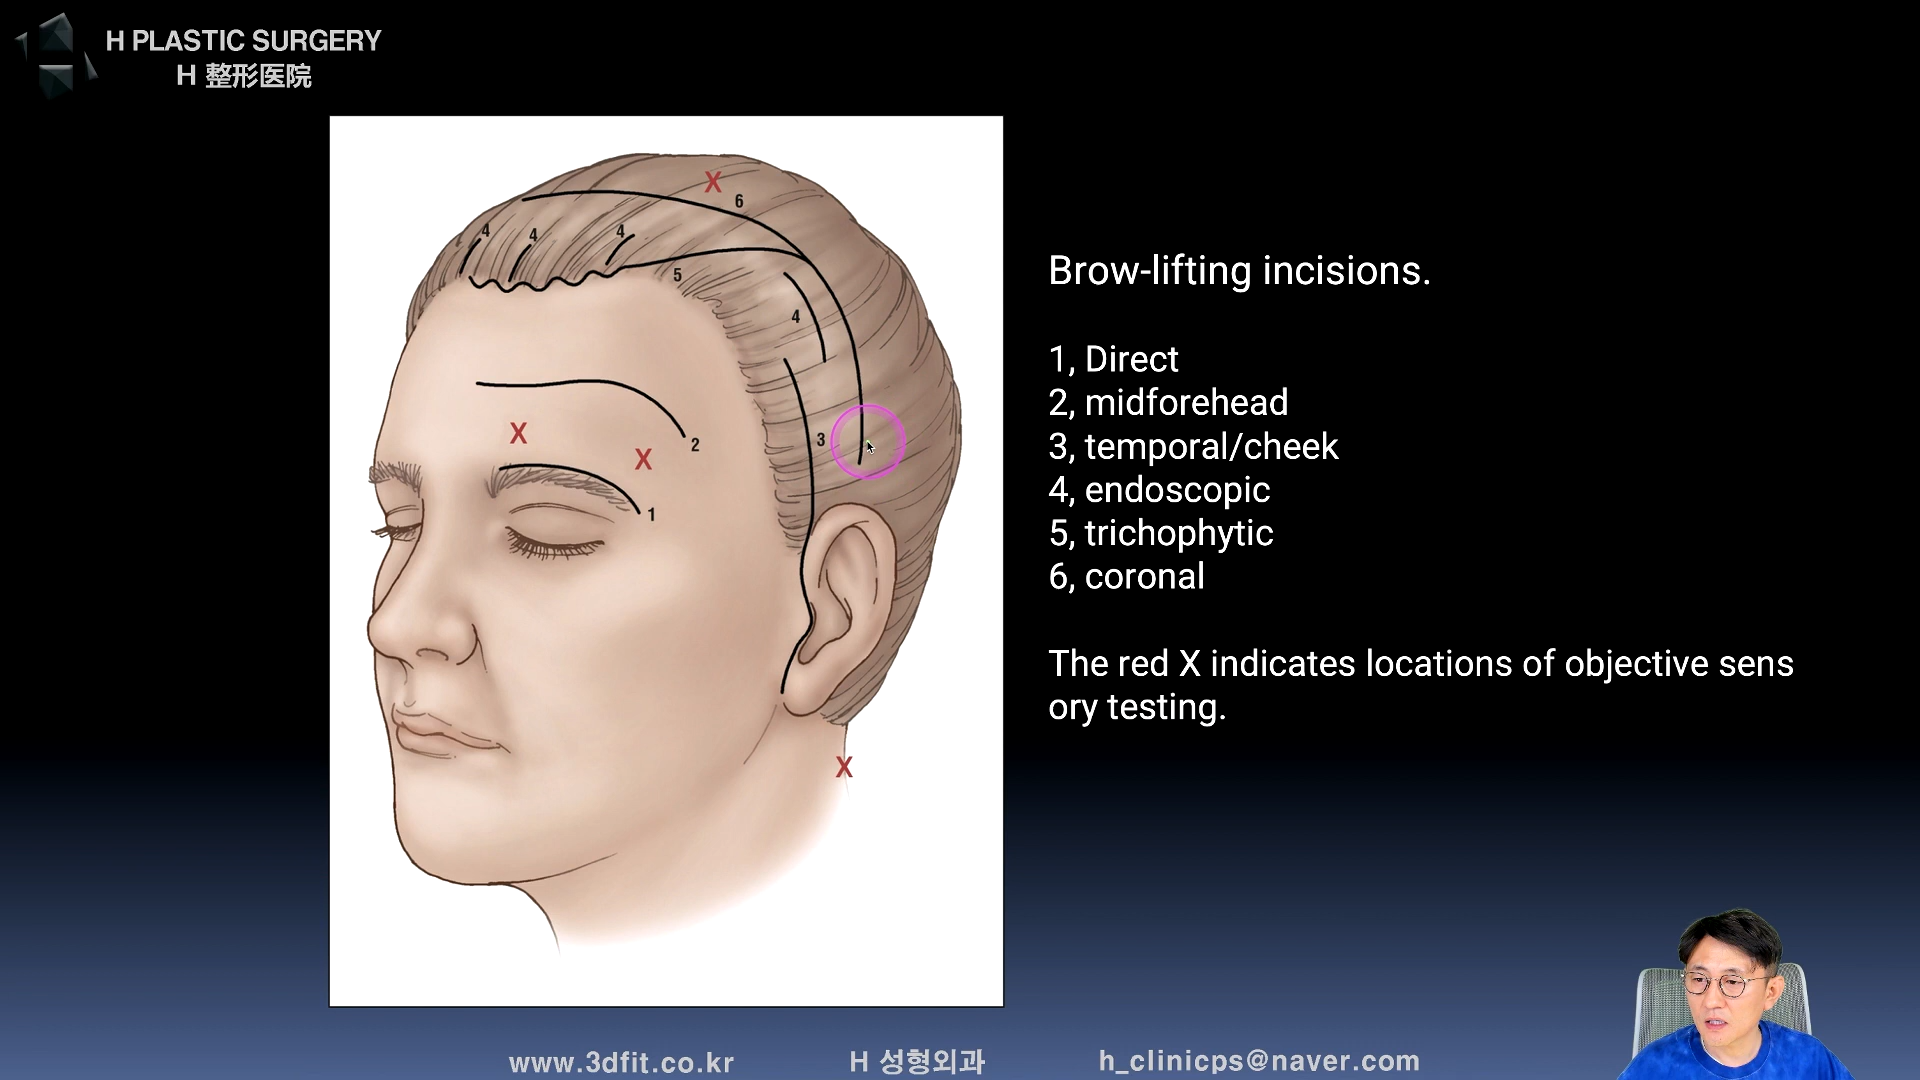 H PLASTIC SURGERY
H 整形医院
X
6
4
4
4
5
4
X
X
3
2
1
X
Brow-lifting incisions.
1, Direct
2, midforehead
3, temporal/cheek
4, endoscopic
5, trichophytic
6, coronal
The red X indicates locations of objective sens
ory testing.
www.3dfit.co.kr
H 성형외과
h_clinicps@naver.com